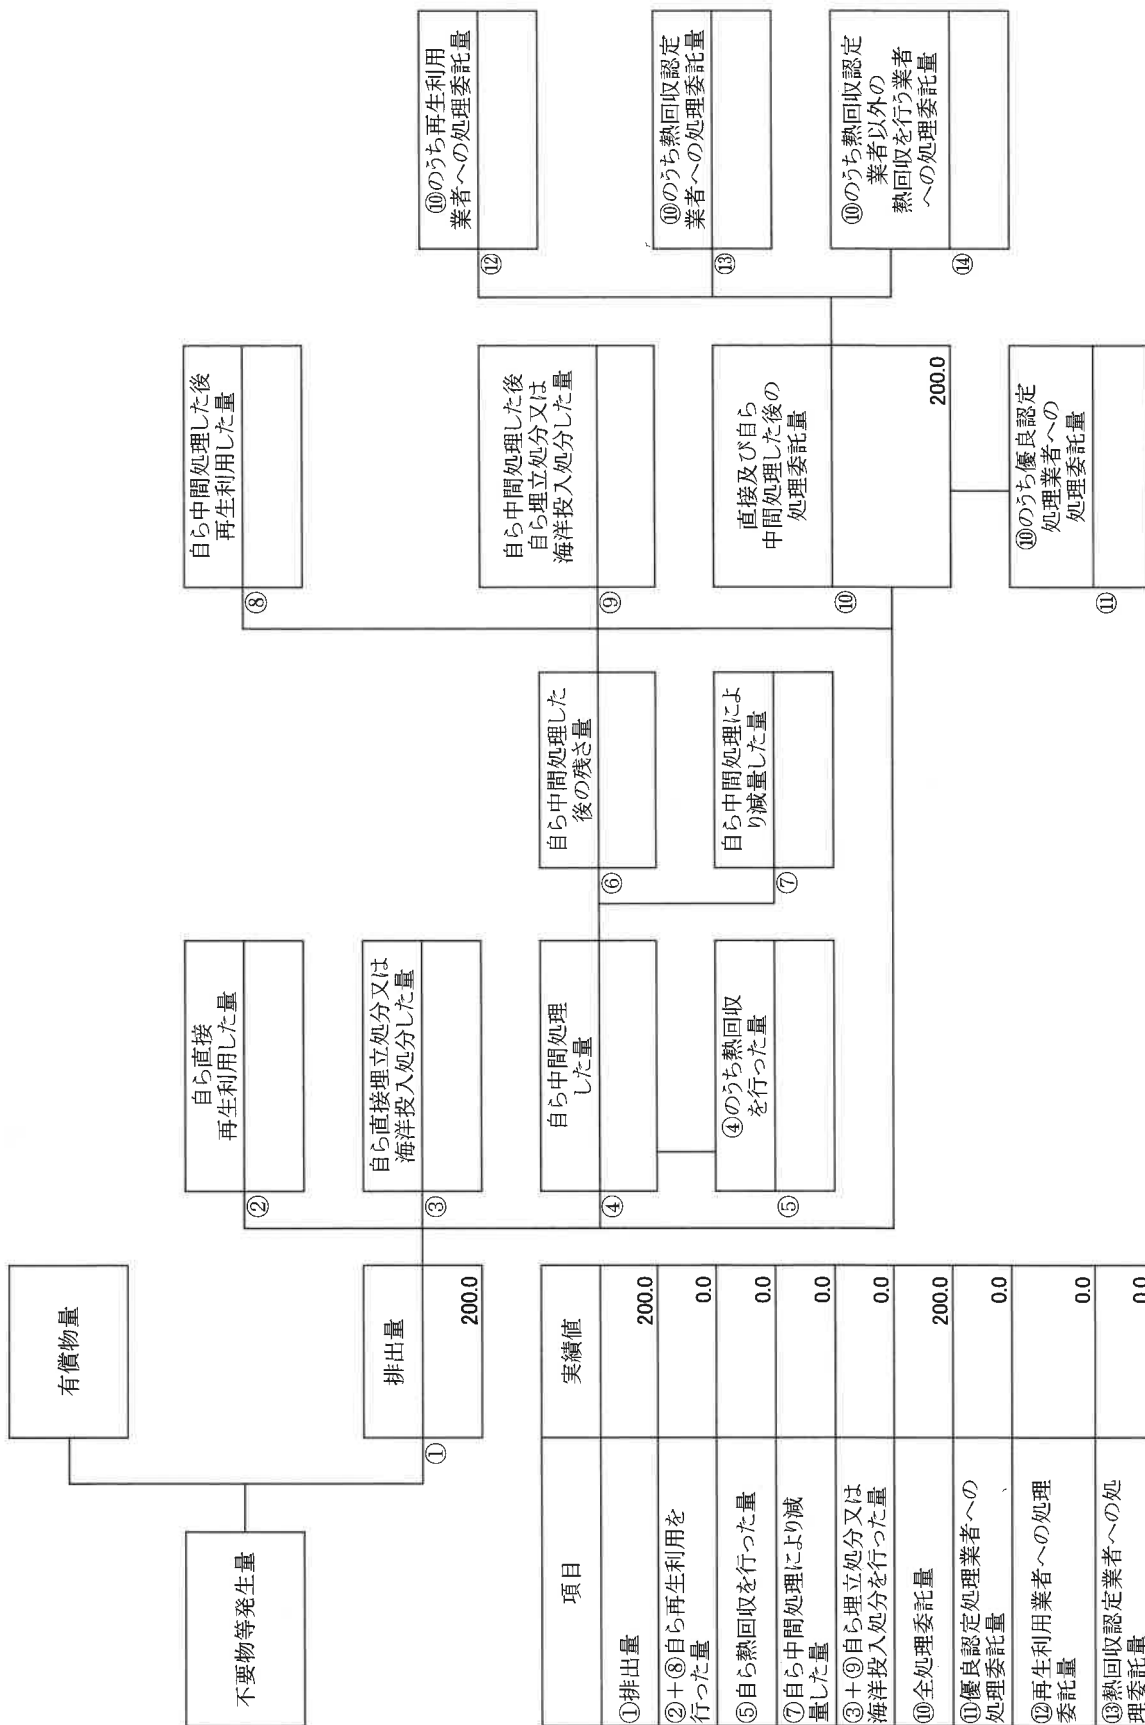 不要物等発生量
有償物量
①
排出量
200.0
②
自ら直接
再生利用した量
③
自ら直接埋立処分又は
海洋投入処分した量
④
自ら中間処理
した量
⑤
④のうち熱回収
を行った量
⑥
自ら中間処理した
後の残さ量
⑦
自ら中間処理によ
り減量した量
⑧
自ら中間処理した後
再生利用した量
⑨
自ら中間処理した後
自ら埋立処分又は
海洋投入処分した量
⑩
直接及び自ら
中間処理した後の
処理委託量
200.0
⑪
⑩のうち優良認定
処理業者への
処理委託量
⑫
⑩のうち再生利用
業者への処理委託量
⑬
⑩のうち熱回収認定
業者への処理委託量
⑭
⑩のうち熱回収認定
業者以外の
熱回収を行う業者
への処理委託量
項目 実績値
①排出量 200.0
②+⑧自ら再生利用を
行った量 0.0
⑤自ら熱回収を行った量 0.0
⑦自ら中間処理により減
量した量 0.0
③+⑨自ら埋立処分又は
海洋投入処分を行った量 0.0
⑩全処理委託量 200.0
⑪優良認定処理業者への
処理委託量 0.0
⑫再生利用業者への処理
委託量 0.0
⑬熱回収認定業者への処
理委託量 0.0